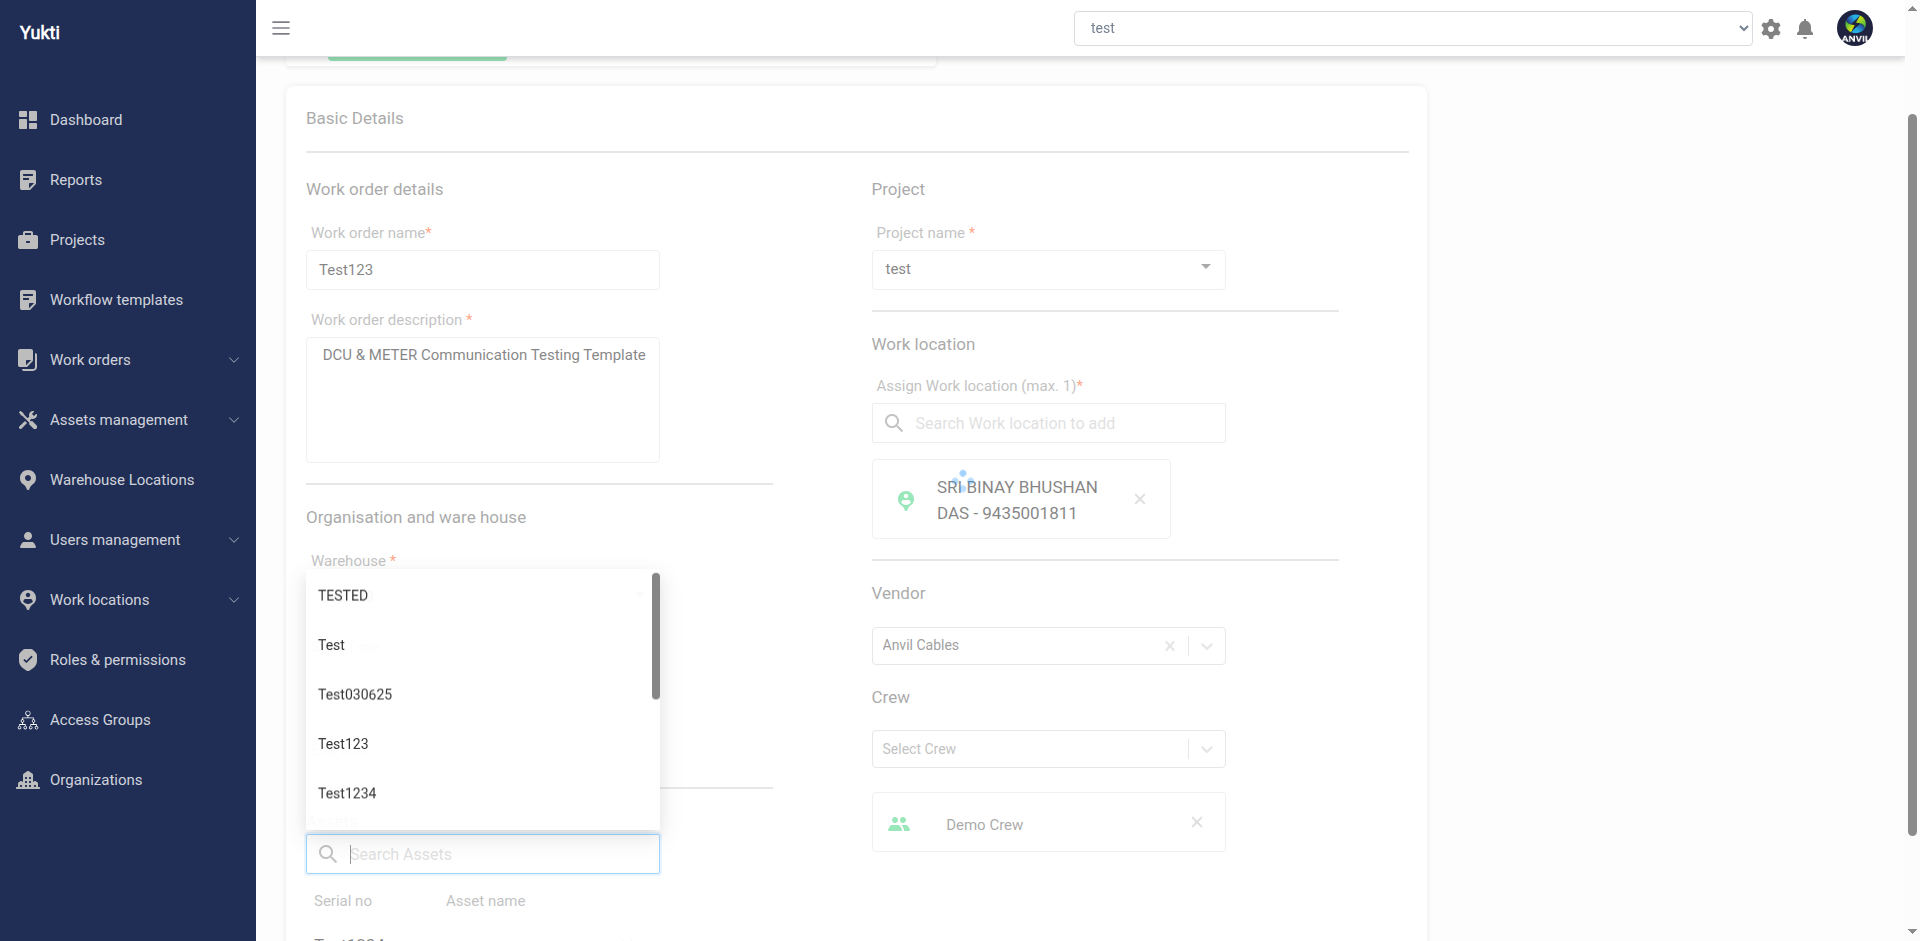 Yukti
Dashboard
Reports
Projects
Workflow templates
Work orders
Assets management
Warehouse Locations
Users management
Work locations
Roles & permissions
Access Groups
Organizations
test
ANVIL
Basic Details
Work order details
Work order name*
Test123
Work order description *
DCU & METER Communication Testing Template
Organisation and ware house
Warehouse *
TESTED
Test
Test030625
Test123
Test1234
Search Assets
Serial no Asset name
Project
Project name *
test
Work location
Assign Work location (max. 1)*
Search Work location to add
SRI BINAY BHUSHAN
DAS - 9435001811
Vendor
Anvil Cables
Crew
Select Crew
Demo Crew